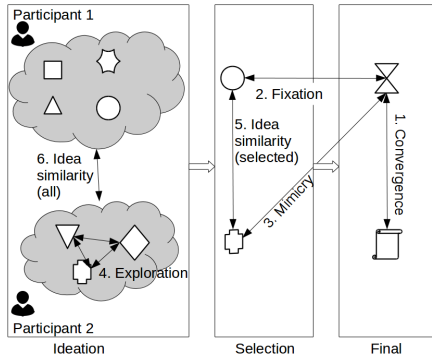 Participant 1
2. Fixation
1. Convergence
5. Idea
similarity
(selected)
6. Idea
similarity
(all)
3. Mimicry
4. Exploration
Participant 2
Ideation
Selection
Final